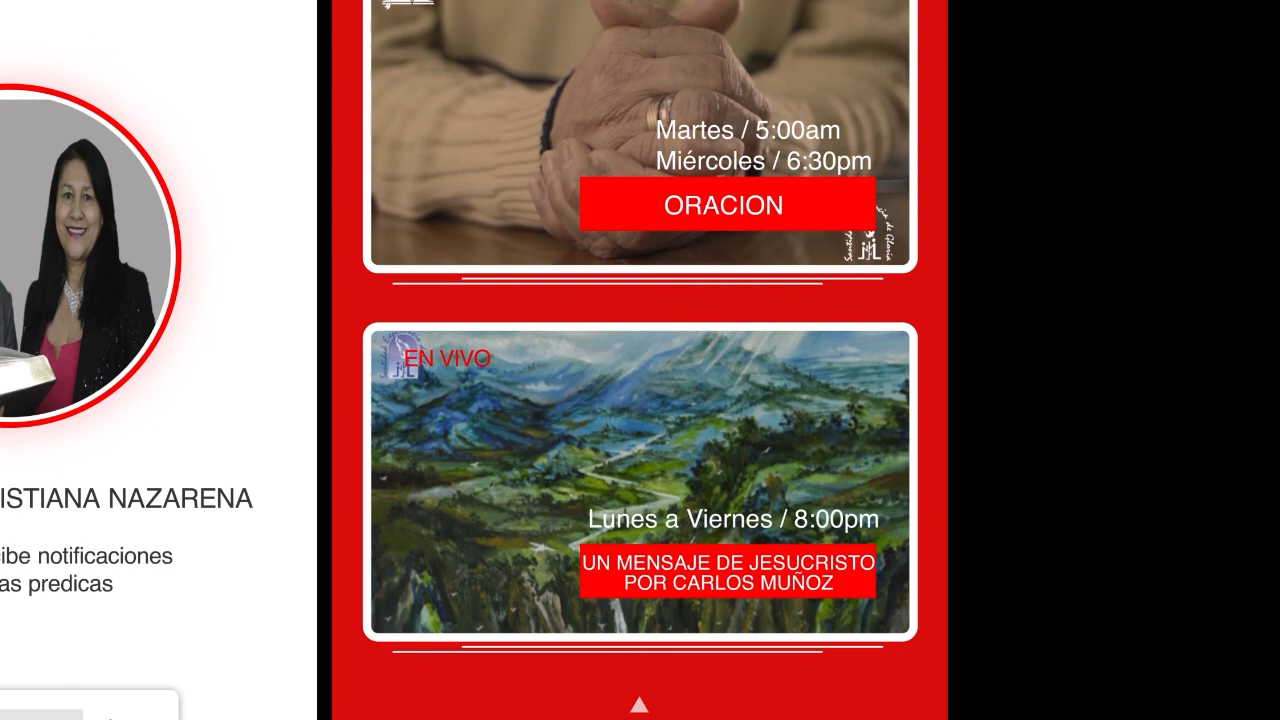 ISTIANA NAZARENA
ibe notificaciones
as predicas
Martes / 5:00am
Miércoles / 6:30pm
ORACION
EN VIVO
Lunes a Viernes / 8:00pm
UN MENSAJE DE JESUCRISTO
POR CARLOS MUÑOZ